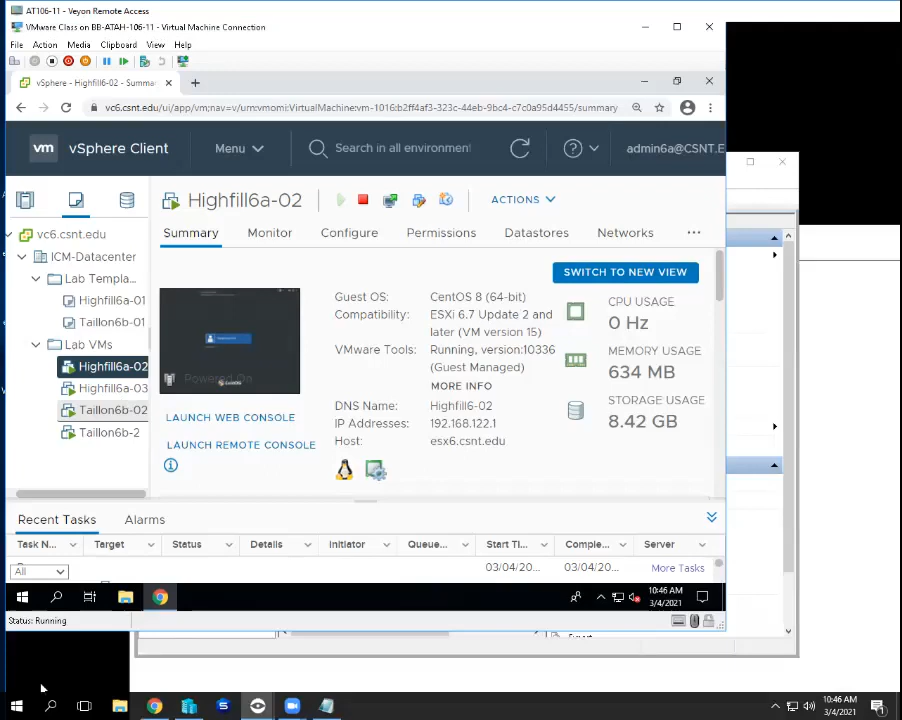 AT106-11 - Veyon Remote Access
VMware Class on BB-ATAH-106-11 - Virtual Machine Connection
File Action Media Clipboard View Help
vSphere - Highfill6-02 - Summar
vc6.csnt.edu/ui/app/vm;nav=v/urn:vmomi:VirtualMachine:vm-1016:b2ff4af3-323c-44eb-9bc4-c7c0a95d4455/summary
vm vSphere Client Menu Search in all environment admin6a@CSNT.E
Highfill6a-02 ACTIONS
Summary Monitor Configure Permissions Datastores Networks ...
vc6.csnt.edu
ICM-Datacenter
Lab Templa...
Highfill6a-01
Taillon6b-01
Lab VMs
Highfill6a-02
Highfill6a-03
Taillon6b-02
Taillon6b-2
SWITCH TO NEW VIEW
Powered On
LAUNCH WEB CONSOLE
LAUNCH REMOTE CONSOLE
Guest OS: CentOS 8 (64-bit)
Compatibility: ESXi 6.7 Update 2 and
later (VM version 15)
VMware Tools: Running, version:10336
(Guest Managed)
MORE INFO
DNS Name: Highfill6-02
IP Addresses: 192.168.122.1
Host: esx6.csnt.edu
CPU USAGE
0 Hz
MEMORY USAGE
634 MB
STORAGE USAGE
8.42 GB
Recent Tasks Alarms
Task N... Target Status Details Initiator Queue... Start Ti... Comple... Server
03/04/20... 03/04/20...
All More Tasks
10:46 AM
3/4/2021
Status: Running
10:46 AM
3/4/2021